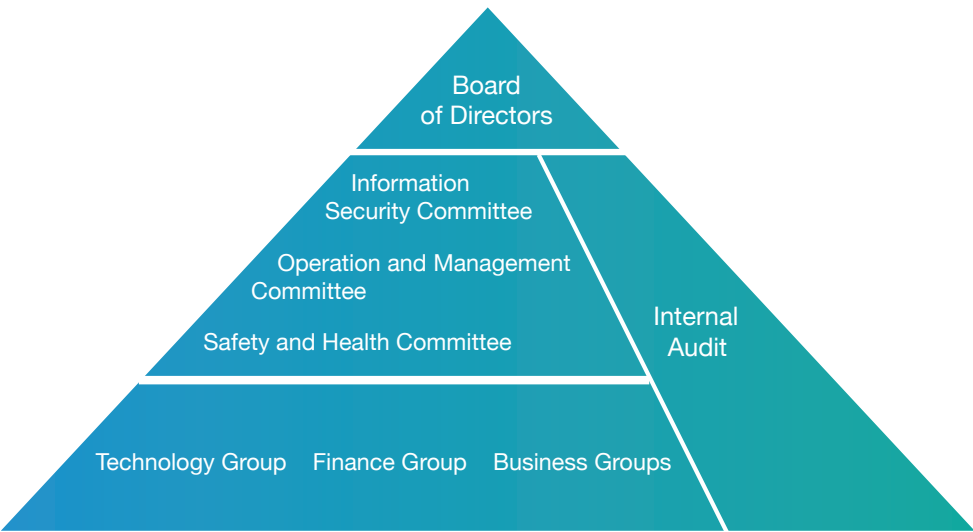 Board
of Directors
Information
Security Committee
Operation and Management
Committee
Safety and Health Committee
Internal
Audit
Technology Group Finance Group Business Groups